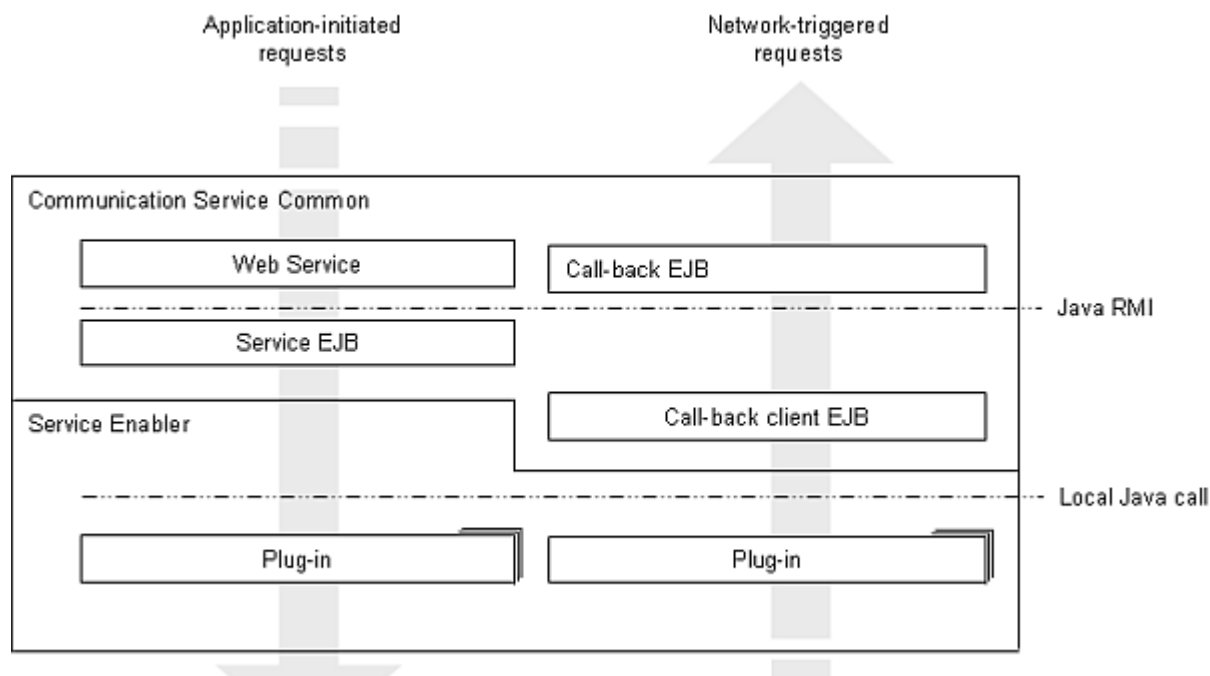 Application-initiated
requests
Network-triggered
requests
Communication Service Common
Web Service
Call-back EJB
Java RMI
Service EJB
Call-back client EJB
Service Enabler
Local Java call
Plug-in
Plug-in